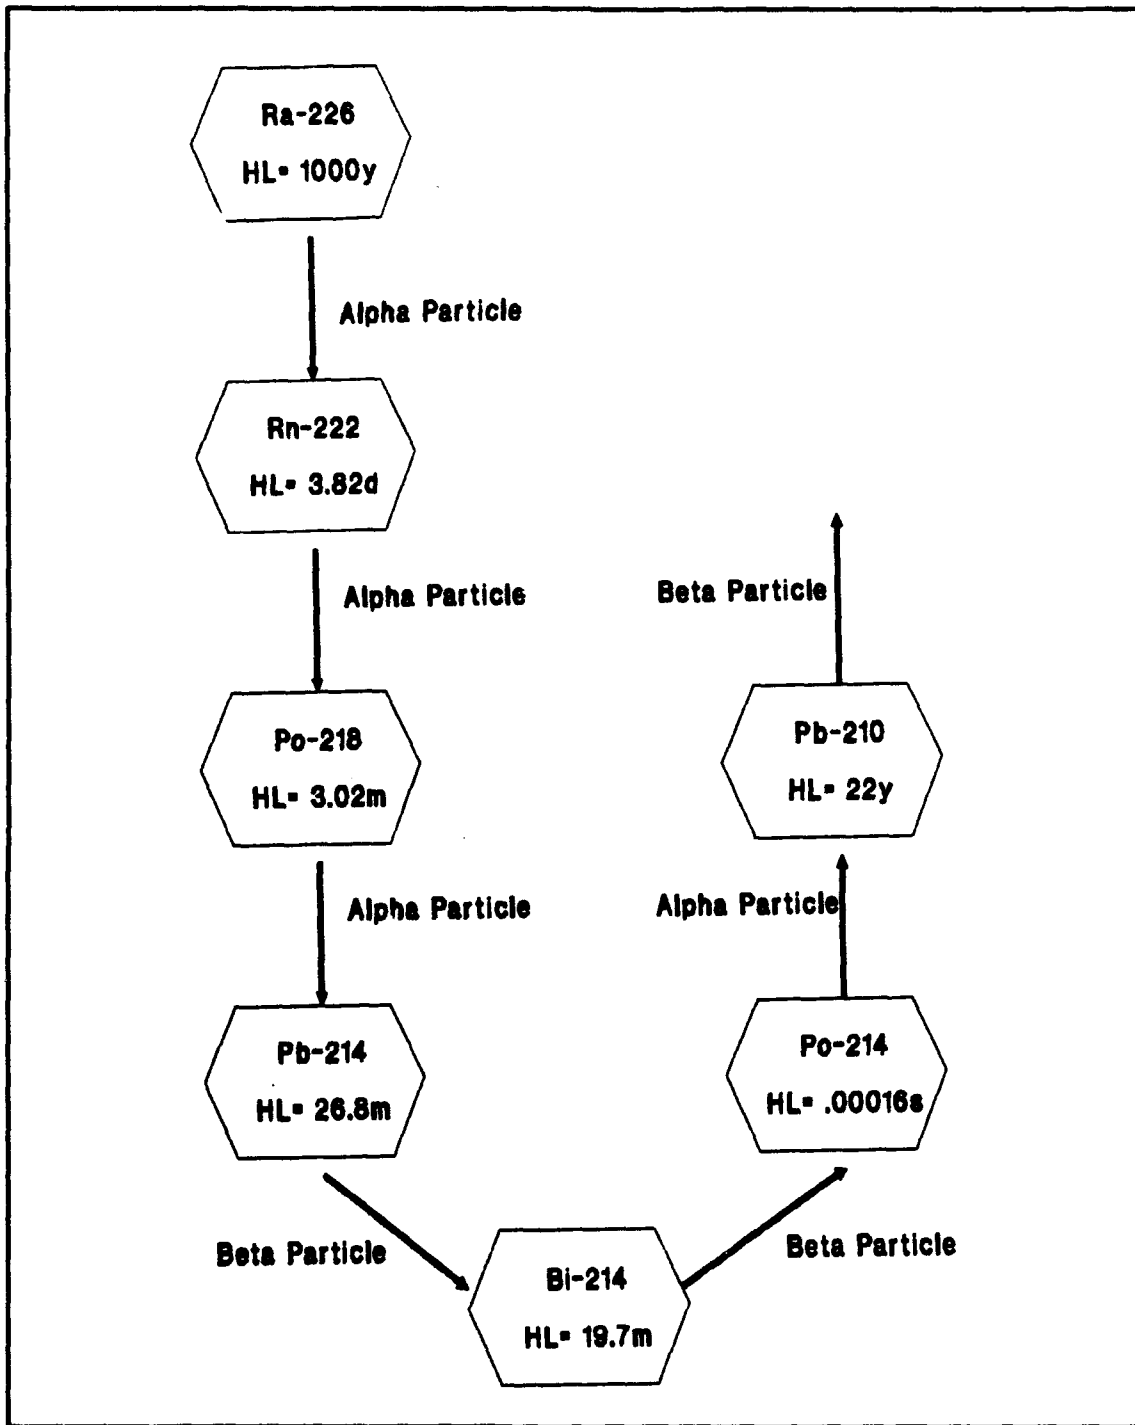 Ra-226
HL= 1000y
Alpha Particle
Rn-222
HL= 3.82d
Alpha Particle
Po-218
HL= 3.02m
Alpha Particle
Pb-214
HL= 26.8m
Beta Particle
Bi-214
HL= 19.7m
Beta Particle
Po-214
HL= .00016s
Alpha Particle
Pb-210
HL= 22y
Beta Particle